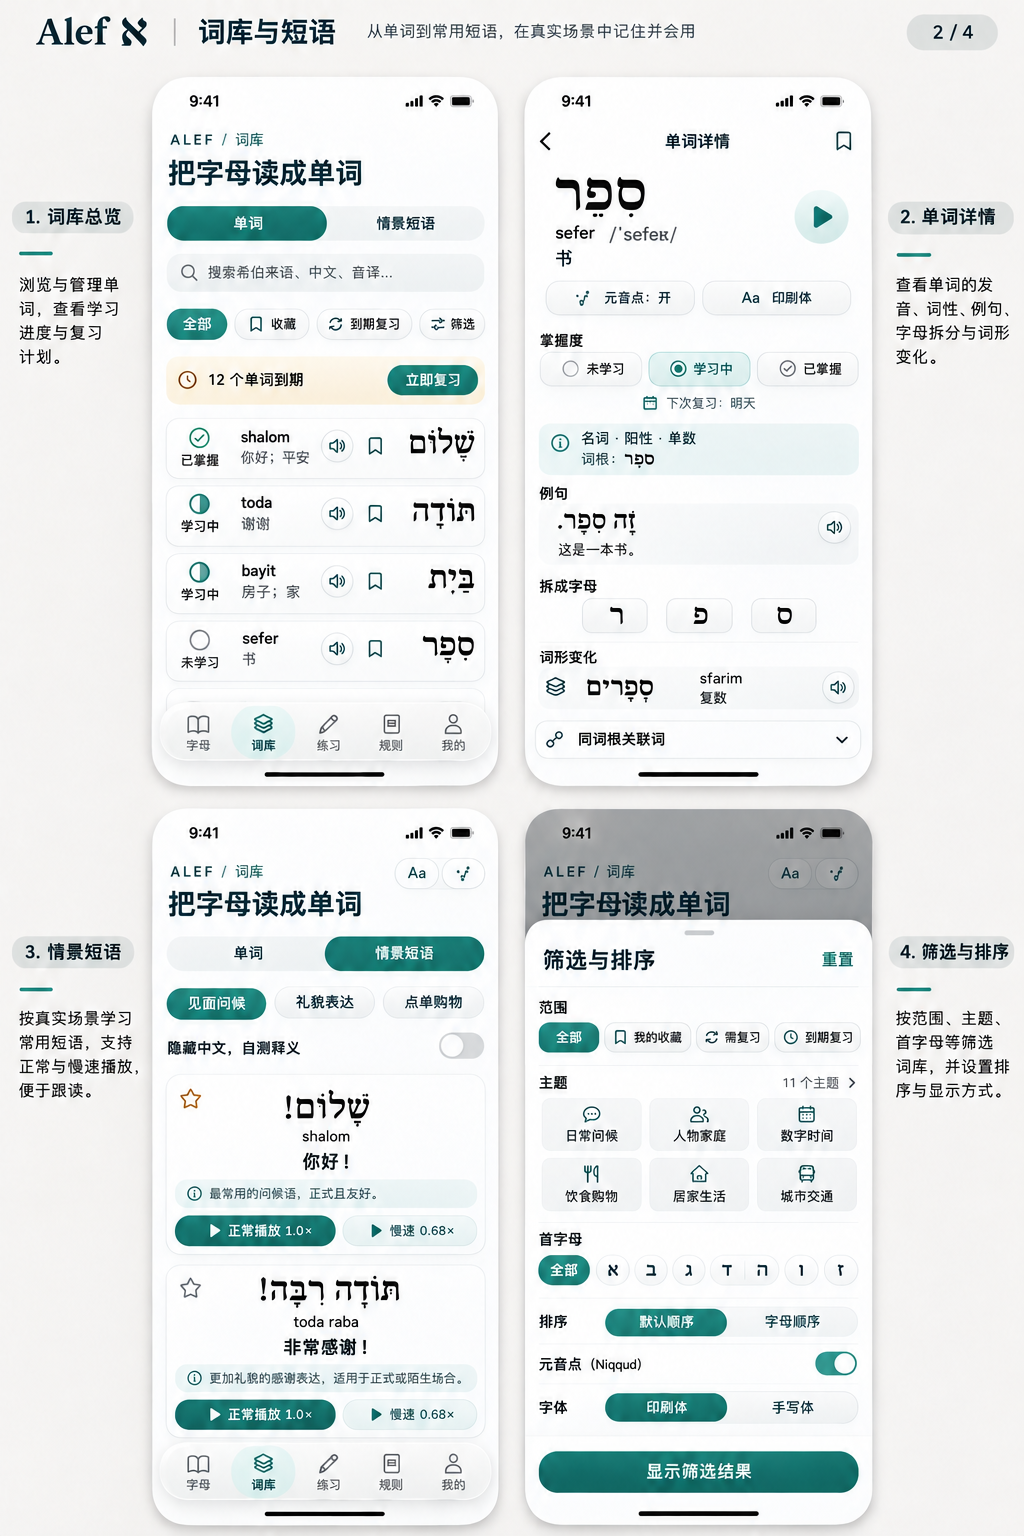 Alef א
词库与短语
从单词到常用短语，在真实场景中记住并会用
2 / 4
1. 词库总览
浏览与管理单
词，查看学习
进度与复习
计划。
9:41
ALEF / 词库
把字母读成单词
单词
情景短语
搜索希伯来语、中文、音译...
全部
收藏
到期复习
筛选
12 个单词到期
立即复习
已掌握
shalom
你好；平安
שָׁלוֹם
学习中
toda
谢谢
תּוֹדָה
学习中
bayit
房子；家
בַּיִת
未学习
sefer
书
סִפָר
字母
词库
练习
规则
我的
2. 单词详情
查看单词的发
音、词性、例句、
字母拆分与词形
变化。
9:41
单词详情
סִפֵר
sefer /ˈsefeʁ/
书
元音点：开
Aa 印刷体
掌握度
未学习
学习中
已掌握
下次复习：明天
名词 · 阳性 · 单数
词根：ספִר
例句
זָה סִפָר.
这是一本书。
拆成字母
ר
פ
ס
词形变化
סָפָרִים
sfarim
复数
同词根关联词
3. 情景短语
按真实场景学习
常用短语，支持
正常与慢速播放，
便于跟读。
9:41
ALEF / 词库
Aa
把字母读成单词
单词
情景短语
见面问候
礼貌表达
点单购物
隐藏中文，自测释义
שָׁלוֹם!
shalom
你好！
最常用的问候语，正式且友好。
正常播放 1.0×
慢速 0.68×
תּוֹדָה רִבָּה!
toda raba
非常感谢！
更加礼貌的感谢表达，适用于正式或陌生场合。
正常播放 1.0×
慢速 0.68×
字母
词库
练习
规则
我的
4. 筛选与排序
按范围、主题、
首字母等筛选
词库，并设置排
序与显示方式。
9:41
ALEF / 词库
Aa
把字母读成单词
筛选与排序
重置
范围
全部
我的收藏
需复习
到期复习
主题
11 个主题
日常问候
人物家庭
数字时间
饮食购物
居家生活
城市交通
首字母
全部
א
ב
ג
ד
ה
ו
ז
排序
默认顺序
字母顺序
元音点（Niqqud）
字体
印刷体
手写体
显示筛选结果